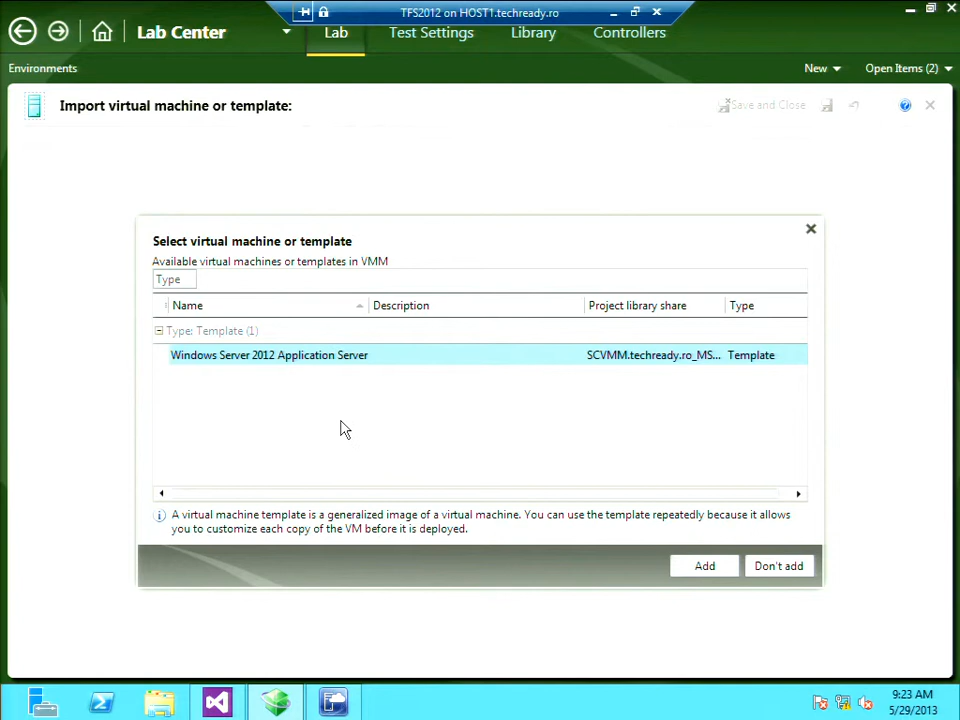 TFS2012 on HOST1.techready.ro
Lab Center
Lab
Test Settings
Library
Controllers
Environments
New
Open Items (2)
Import virtual machine or template:
Save and Close
Select virtual machine or template
Available virtual machines or templates in VMM
Type
Name
Description
Project library share
Type
Type: Template (1)
Windows Server 2012 Application Server
SCVMM.techready.ro_MS...
Template
A virtual machine template is a generalized image of a virtual machine. You can use the template repeatedly because it allows
you to customize each copy of the VM before it is deployed.
Add
Don't add
9:23 AM
5/29/2013